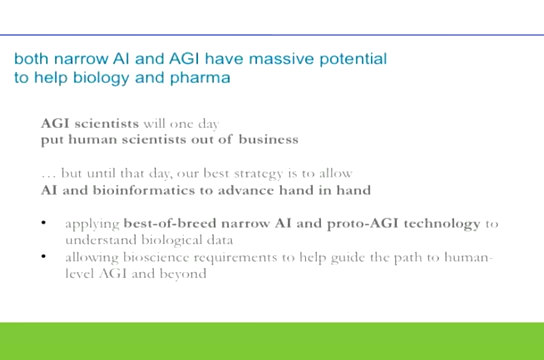 both narrow AI and AGI have massive potential
to help biology and pharma
AGI scientists will one day
put human scientists out of business
… but until that day, our best strategy is to allow
AI and bioinformatics to advance hand in hand
• applying best-of-breed narrow AI and proto-AGI technology to
understand biological data
• allowing bioscience requirements to help guide the path to human-
level AGI and beyond